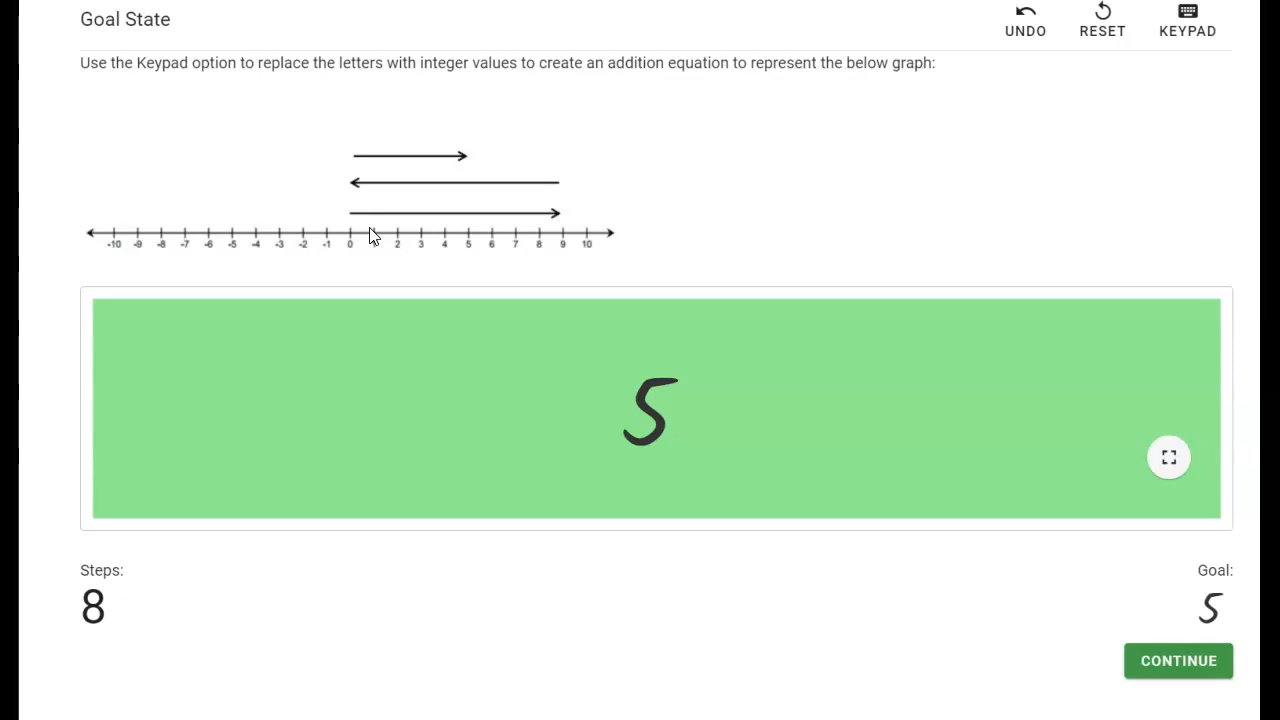 Goal State
UNDO RESET KEYPAD
Use the Keypad option to replace the letters with integer values to create an addition equation to represent the below graph:
-10 -9 -8 -7 -6 -5 -4 -3 -2 -1 0 2 3 4 5 6 7 8 9 10
5
Steps: Goal:
8 5
CONTINUE